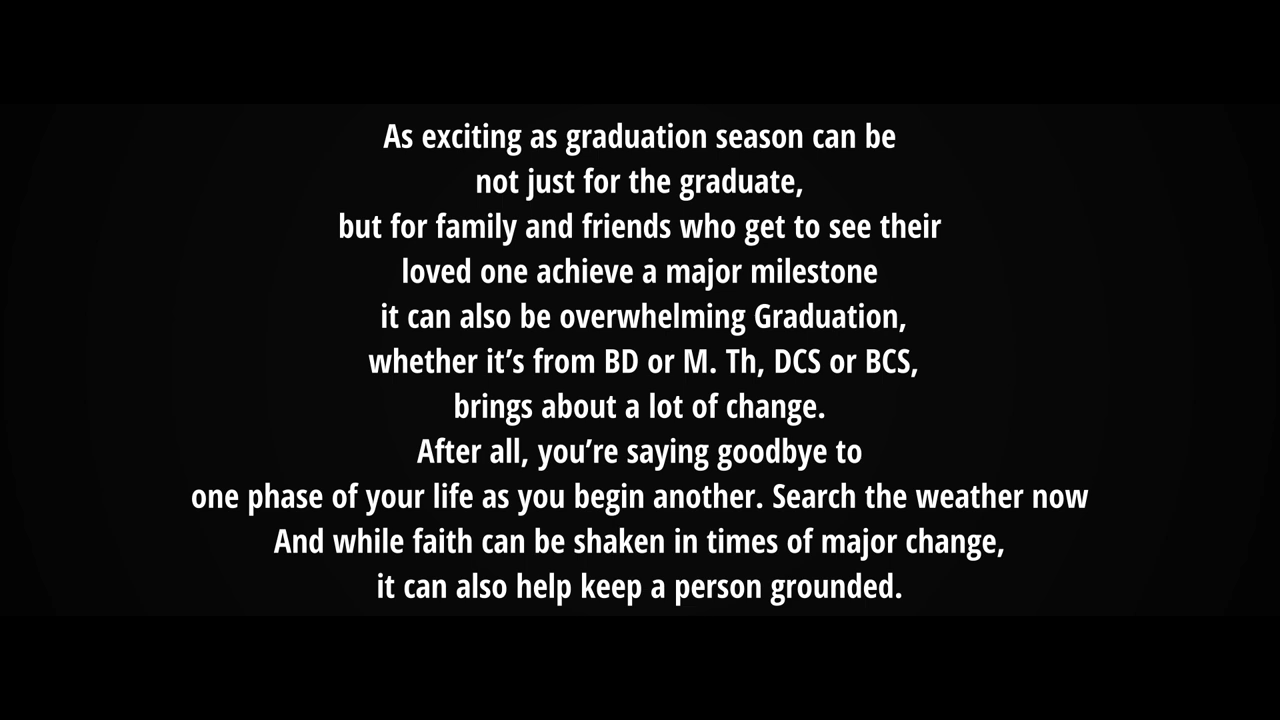 As exciting as graduation season can be
not just for the graduate,
but for family and friends who get to see their
loved one achieve a major milestone
it can also be overwhelming Graduation,
whether it’s from BD or M. Th, DCS or BCS,
brings about a lot of change.
After all, you’re saying goodbye to
one phase of your life as you begin another. Search the weather now
And while faith can be shaken in times of major change,
it can also help keep a person grounded.